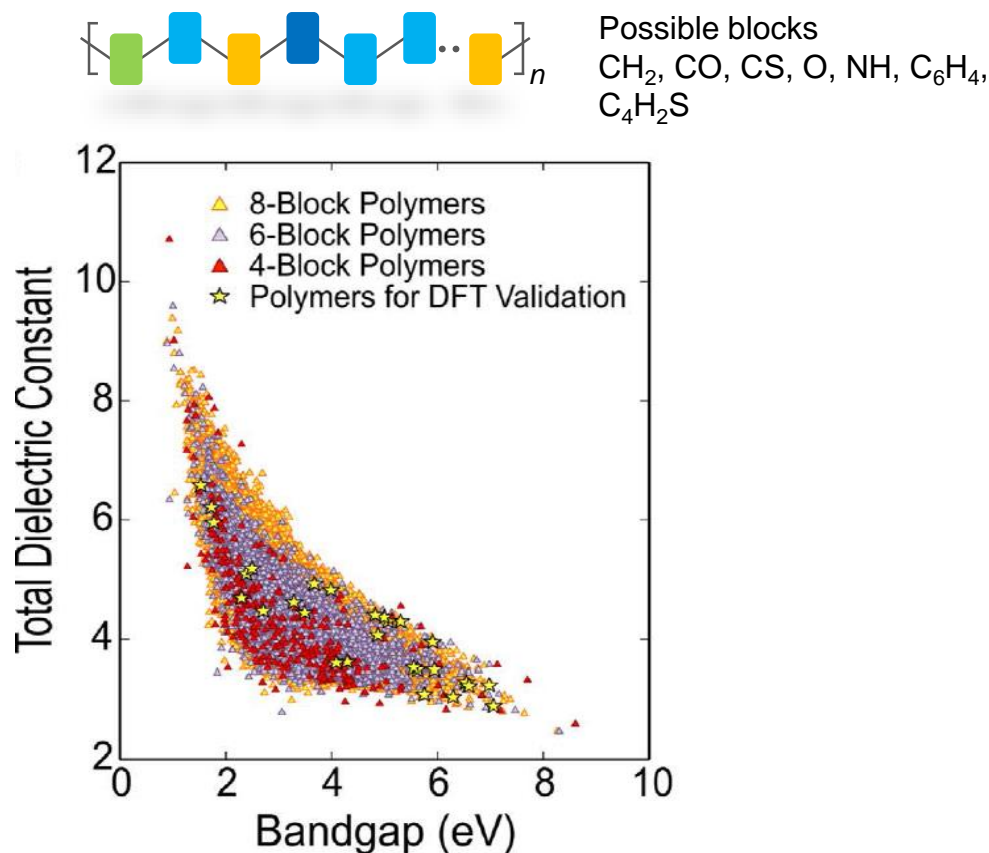 n
Possible blocks
CH₂, CO, CS, O, NH, C₆H₄,
C₄H₂S
12
10
8
6
4
2
Total Dielectric Constant
8-Block Polymers
6-Block Polymers
4-Block Polymers
Polymers for DFT Validation
0 2 4 6 8 10
Bandgap (eV)